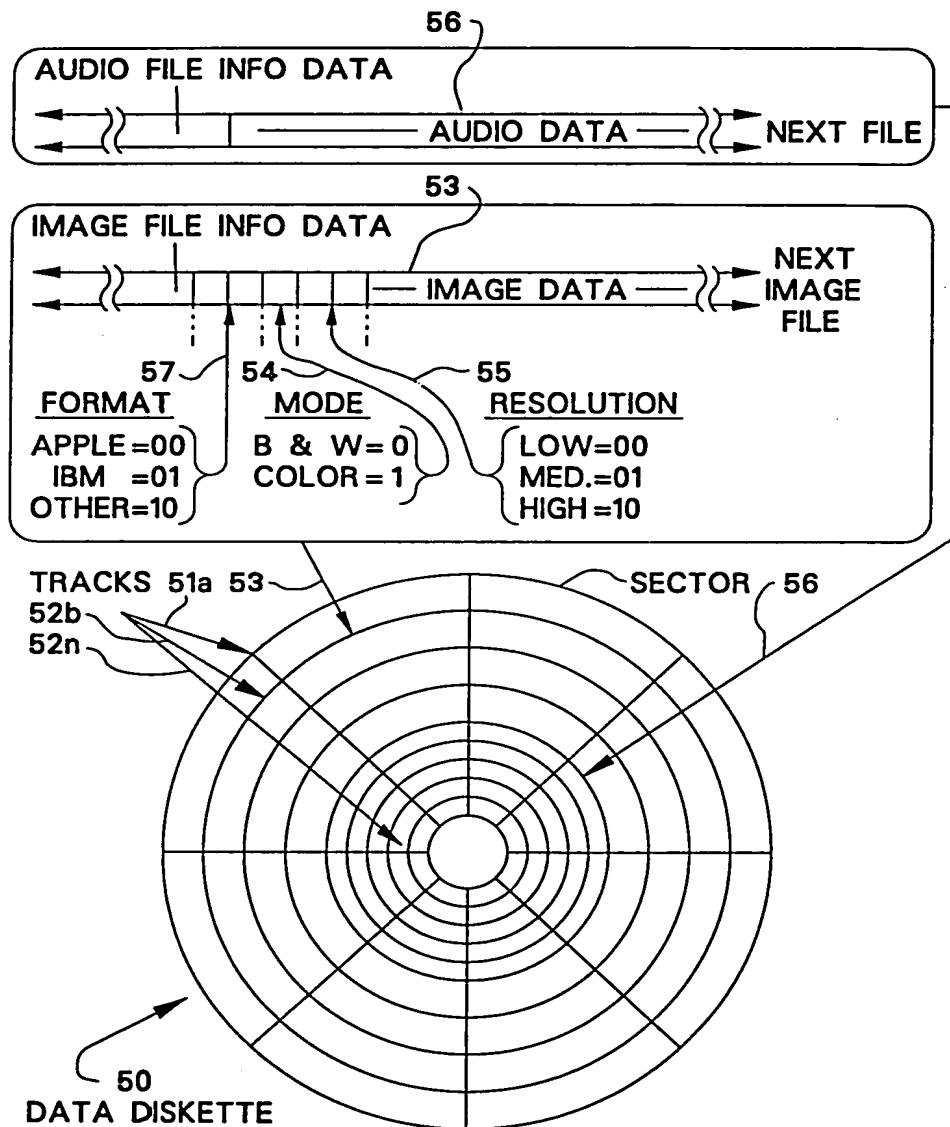 56
AUDIO FILE INFO DATA
AUDIO DATA
NEXT FILE
53
IMAGE FILE INFO DATA
IMAGE DATA
NEXT
IMAGE
FILE
57
54
55
FORMAT
APPLE=00
IBM =01
OTHER=10
MODE
B & W=0
COLOR=1
RESOLUTION
LOW=00
MED.=01
HIGH=10
TRACKS 51a 53
52b
52n
SECTOR 56
50
DATA DISKETTE